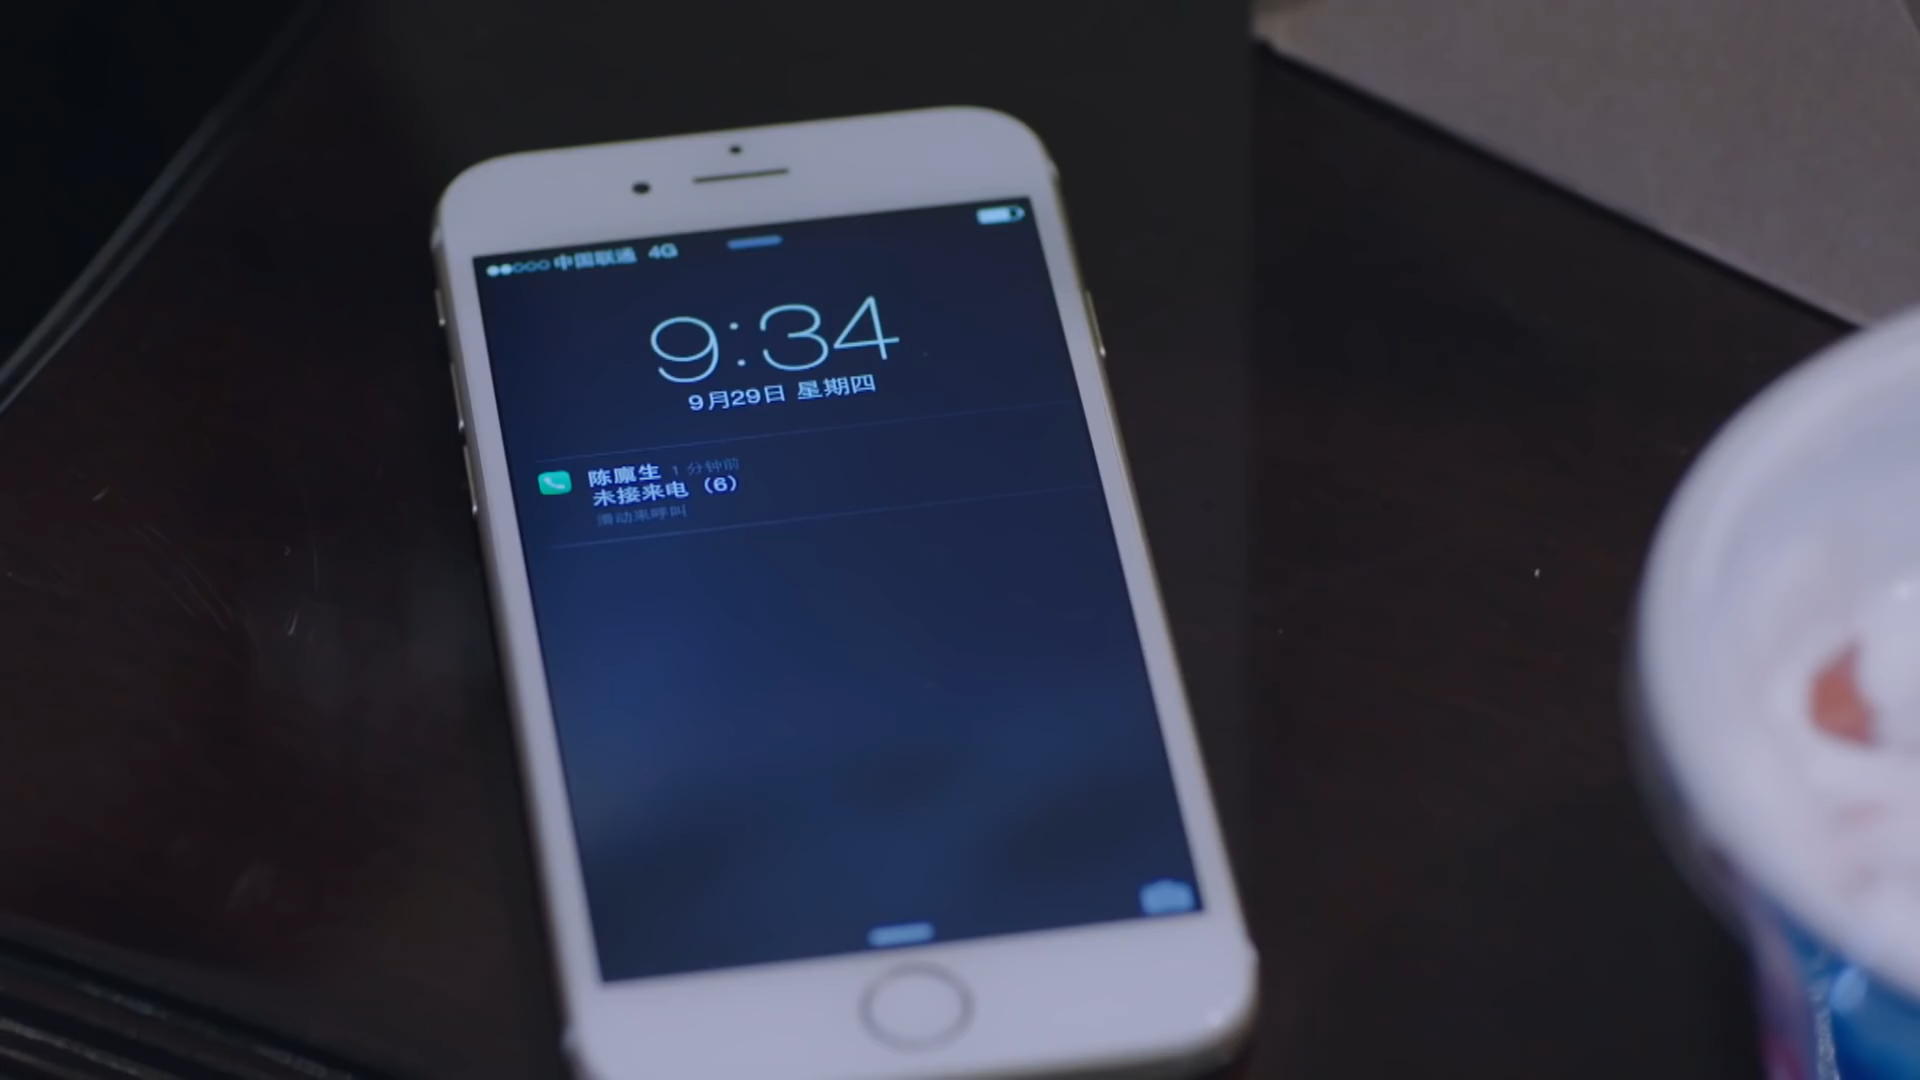 中国联通 4G
9:34
9月29日 星期四
陈廪生 1 分钟前
未接来电（6）
滑动来呼叫